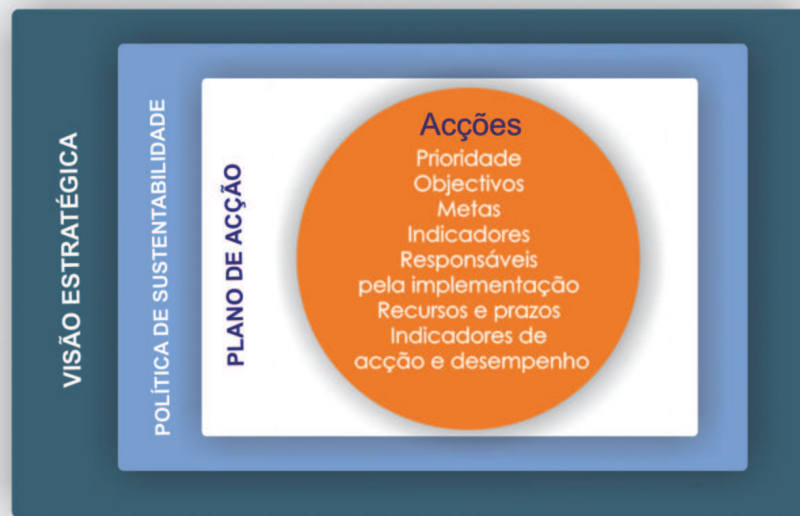 VISÃO ESTRATÉGICA
POLÍTICA DE SUSTENTABILIDADE
PLANO DE ACÇÃO
Acções
Prioridade
Objectivos
Metas
Indicadores
Responsáveis
pela implementação
Recursos e prazos
Indicadores de
acção e desempenho